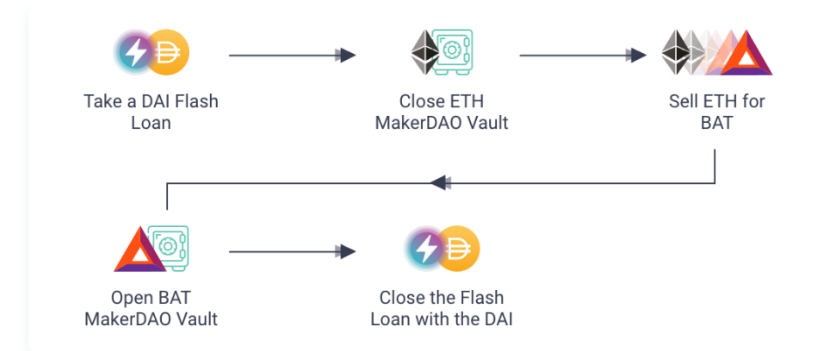 Take a DAI Flash
Loan
Close ETH
MakerDAO Vault
Sell ETH for
BAT
Open BAT
MakerDAO Vault
Close the Flash
Loan with the DAI